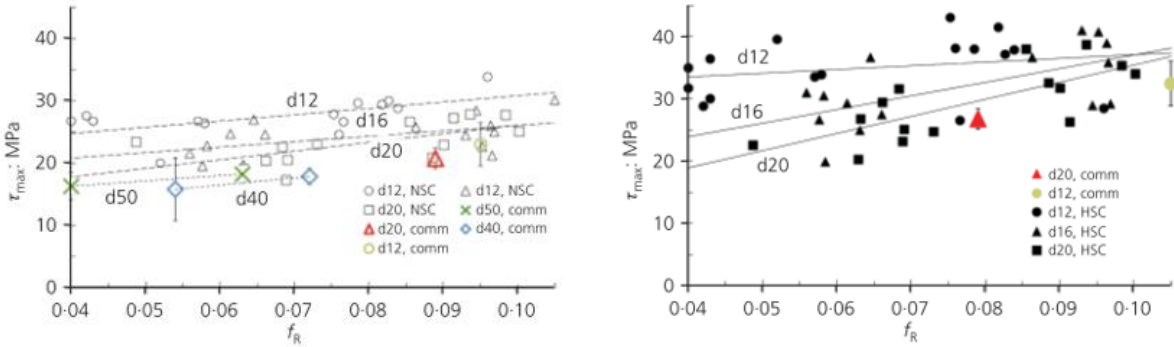 40
30
20
10
0
τmax: MPa
d12
d16
d20
d50
d40
d12, NSC
d12, NSC
d20, NSC
d50, comm
d20, comm
d40, comm
d12, comm
0·04
0·05
0·06
0·07
0·08
0·09
0·10
fR
40
30
20
10
0
τmax: MPa
d12
d16
d20
d20, comm
d12, comm
d12, HSC
d16, HSC
d20, HSC
0·04
0·05
0·06
0·07
0·08
0·09
0·10
fR